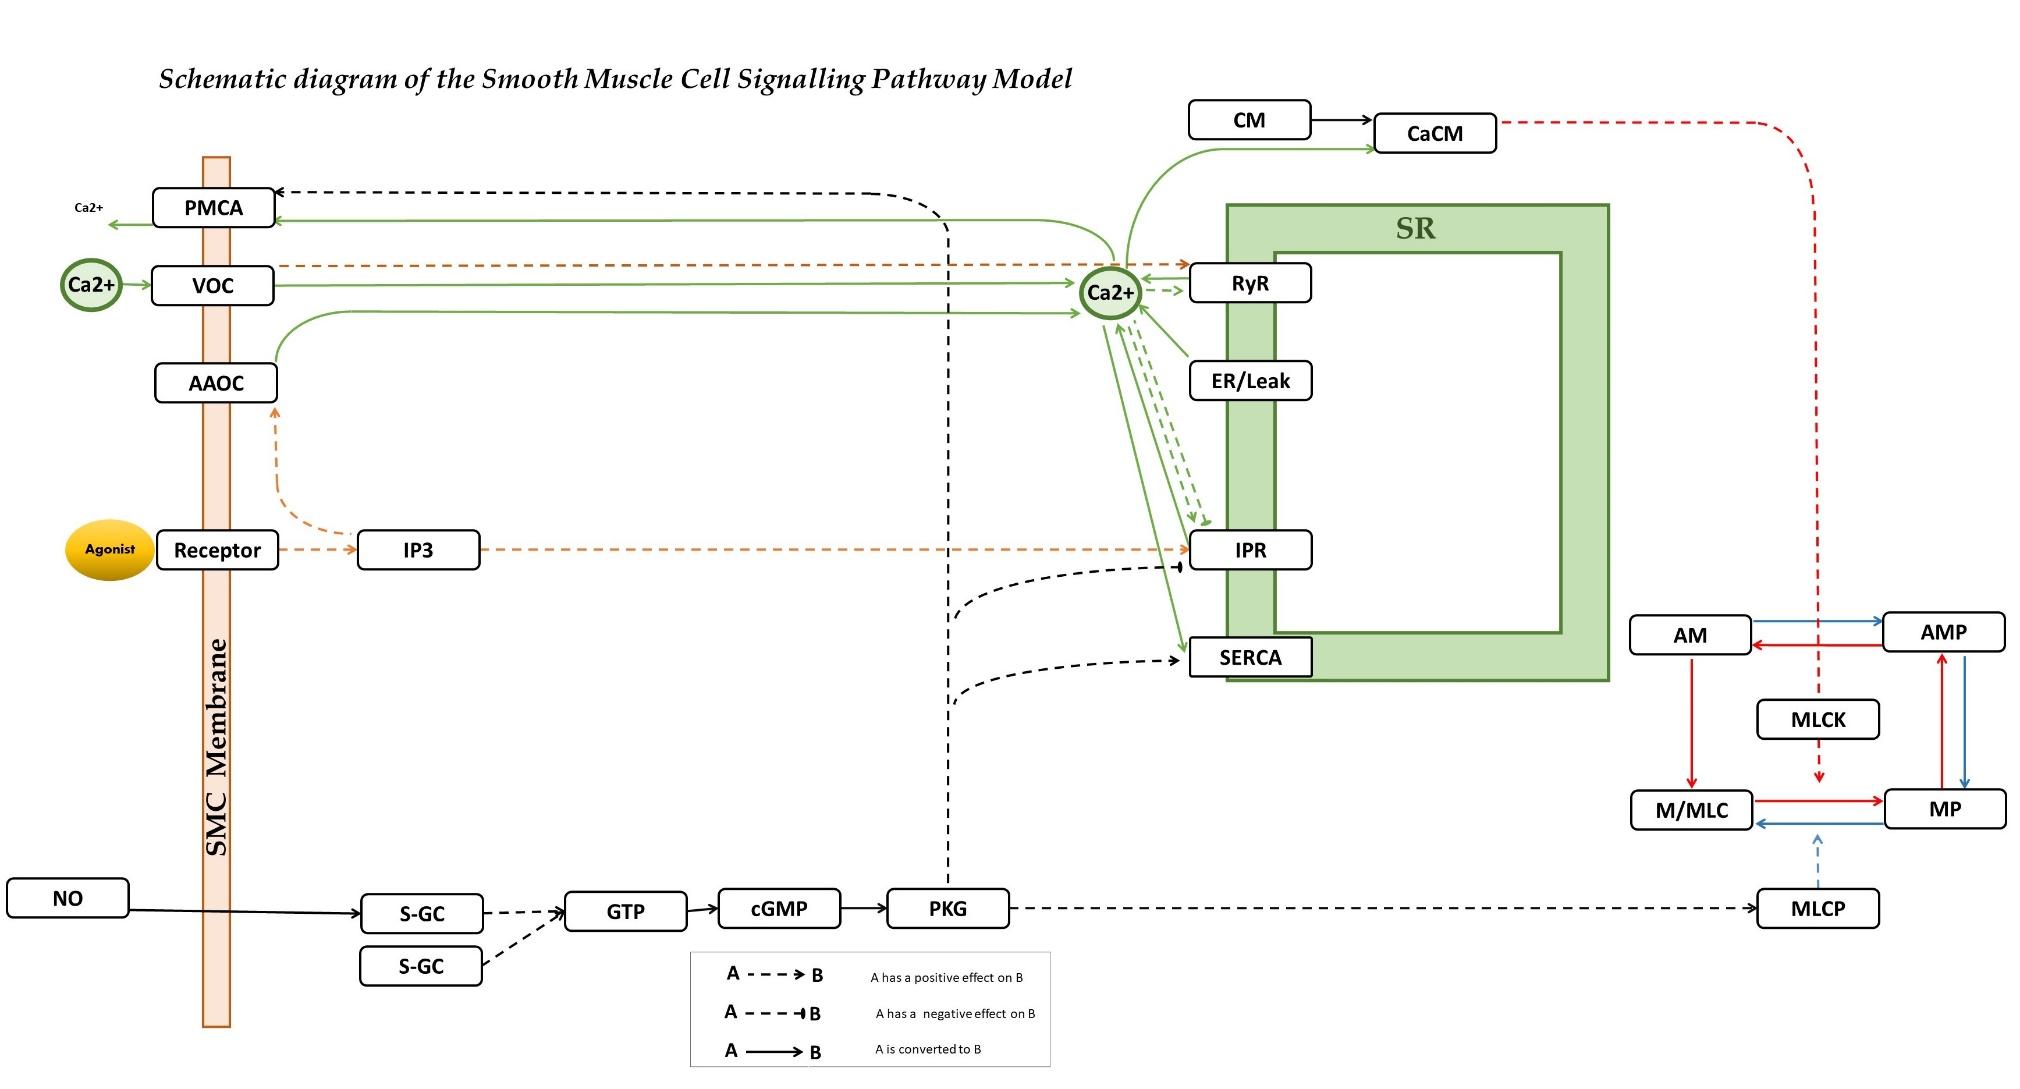 Schematic diagram of the Smooth Muscle Cell Signalling Pathway Model
CM
CaCM
PMCA
Ca2+
SR
VOC
Ca2+
Ca2+
RyR
AAOC
ER/Leak
Agonist
Receptor
IP3
IPR
SERCA
AM
AMP
SMC Membrane
MLCK
M/MLC
MP
NO
S-GC
GTP
cGMP
PKG
MLCP
S-GC
A B A has a positive effect on B
A B A has a negative effect on B
A B A is converted to B